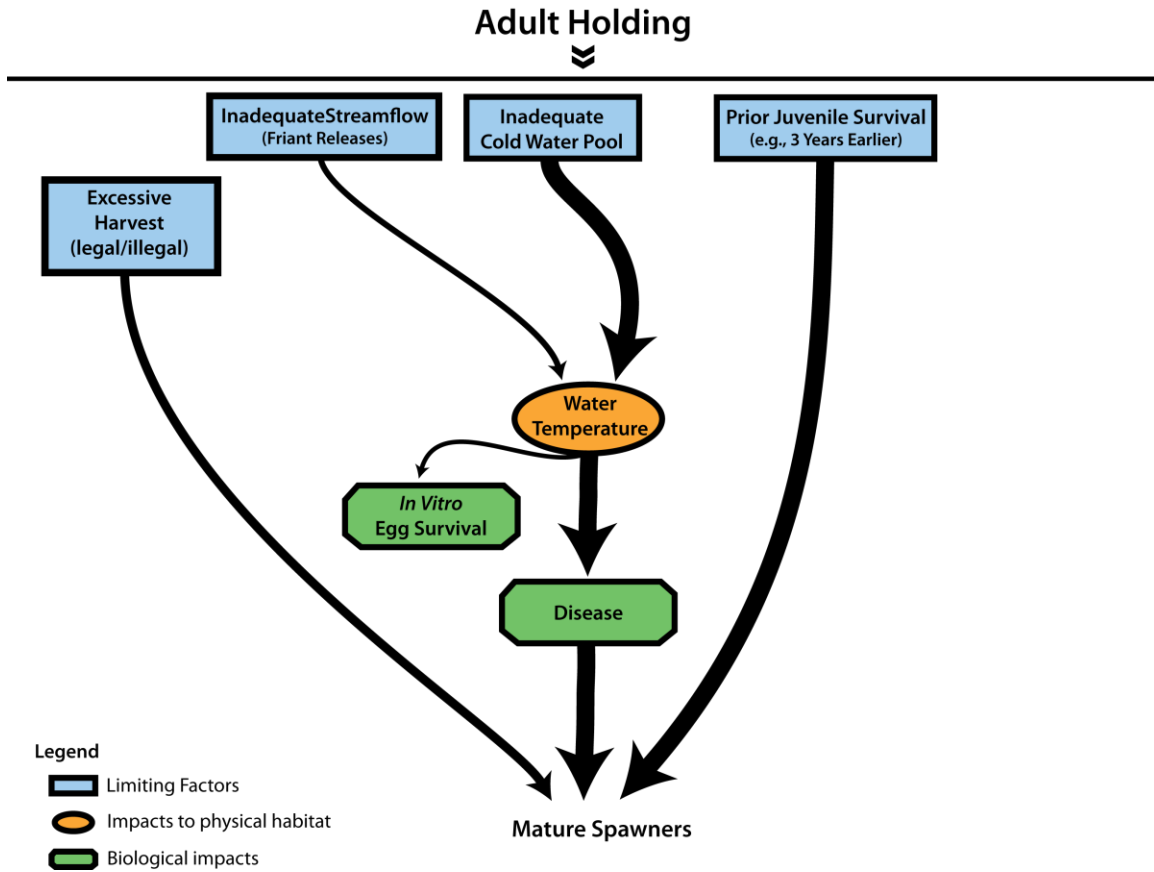 Adult Holding
InadequateStreamflow
(Friant Releases)
Inadequate
Cold Water Pool
Prior Juvenile Survival
(e.g., 3 Years Earlier)
Excessive
Harvest
(legal/illegal)
Water
Temperature
In Vitro
Egg Survival
Disease
Mature Spawners
Legend
Limiting Factors
Impacts to physical habitat
Biological impacts